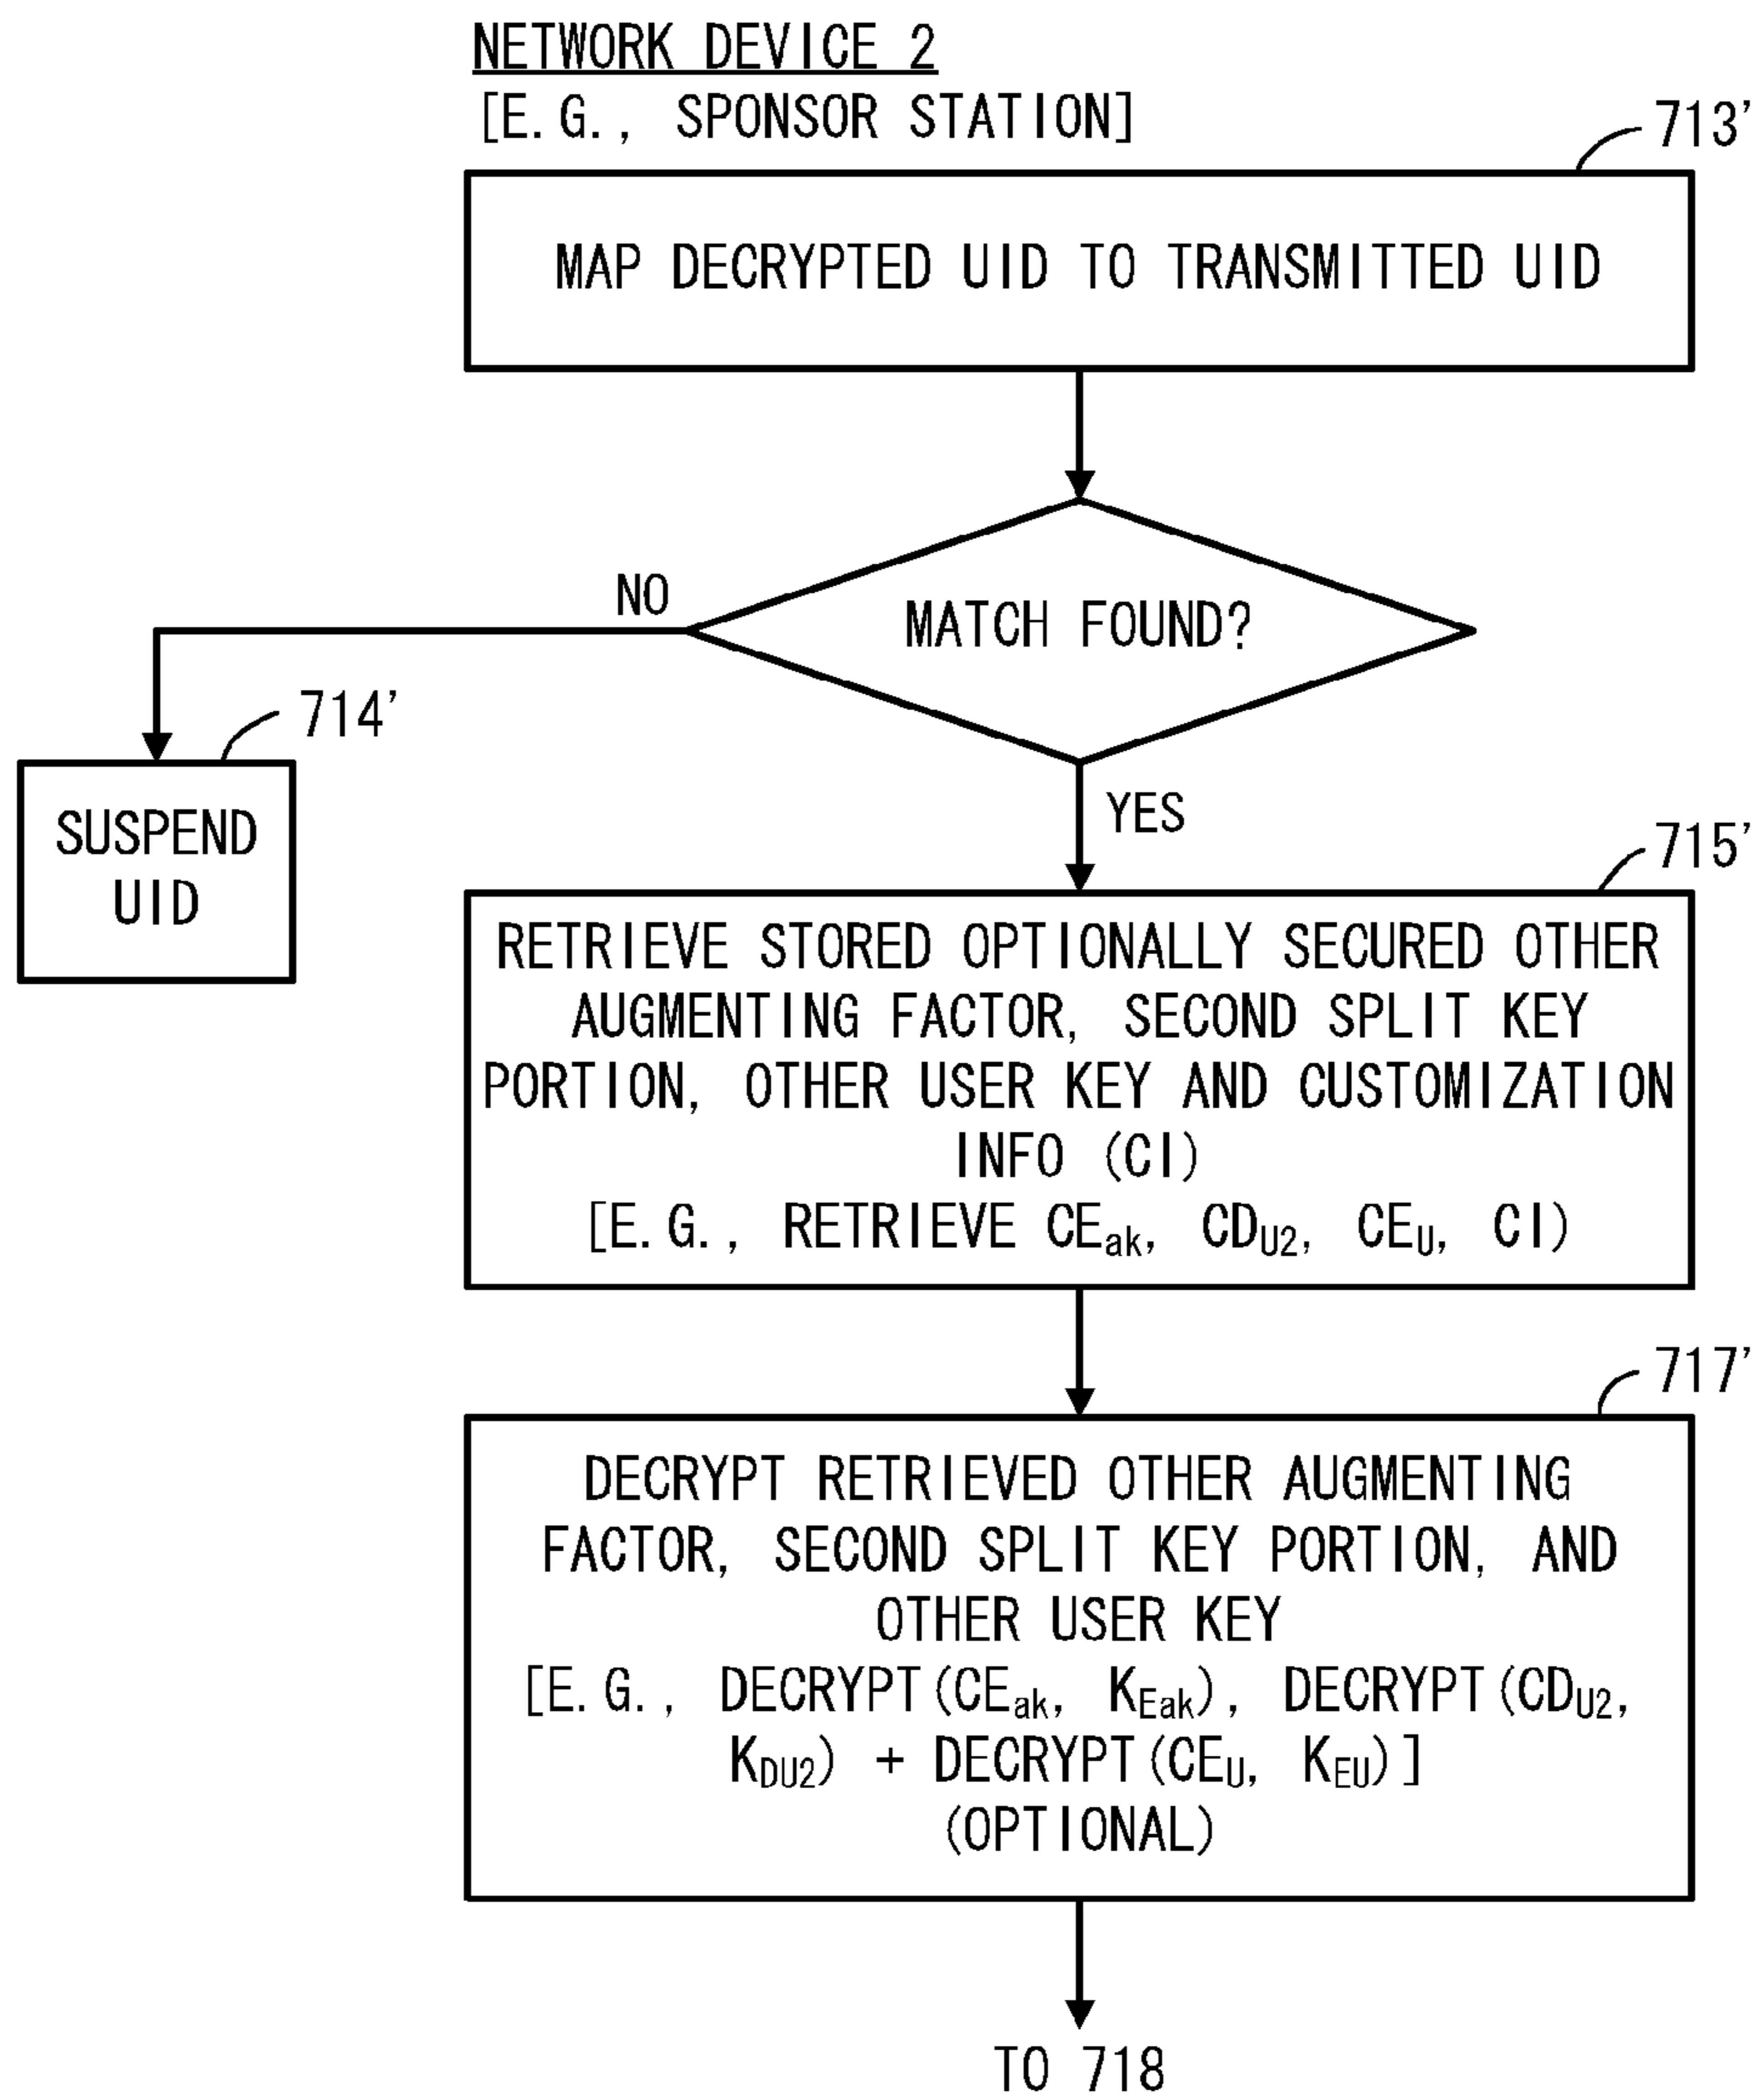 NETWORK DEVICE 2
[E.G., SPONSOR STATION]
713'
MAP DECRYPTED UID TO TRANSMITTED UID
NO
MATCH FOUND?
714'
SUSPEND
UID
YES
715'
RETRIEVE STORED OPTIONALLY SECURED OTHER
AUGMENTING FACTOR, SECOND SPLIT KEY
PORTION, OTHER USER KEY AND CUSTOMIZATION
INFO (CI)
[E.G., RETRIEVE CEak, CDU2, CEU, CI)
717'
DECRYPT RETRIEVED OTHER AUGMENTING
FACTOR, SECOND SPLIT KEY PORTION, AND
OTHER USER KEY
[E.G., DECRYPT(CEak, KEak), DECRYPT(CDU2,
KDU2) + DECRYPT(CEU, KEU)]
(OPTIONAL)
TO 718